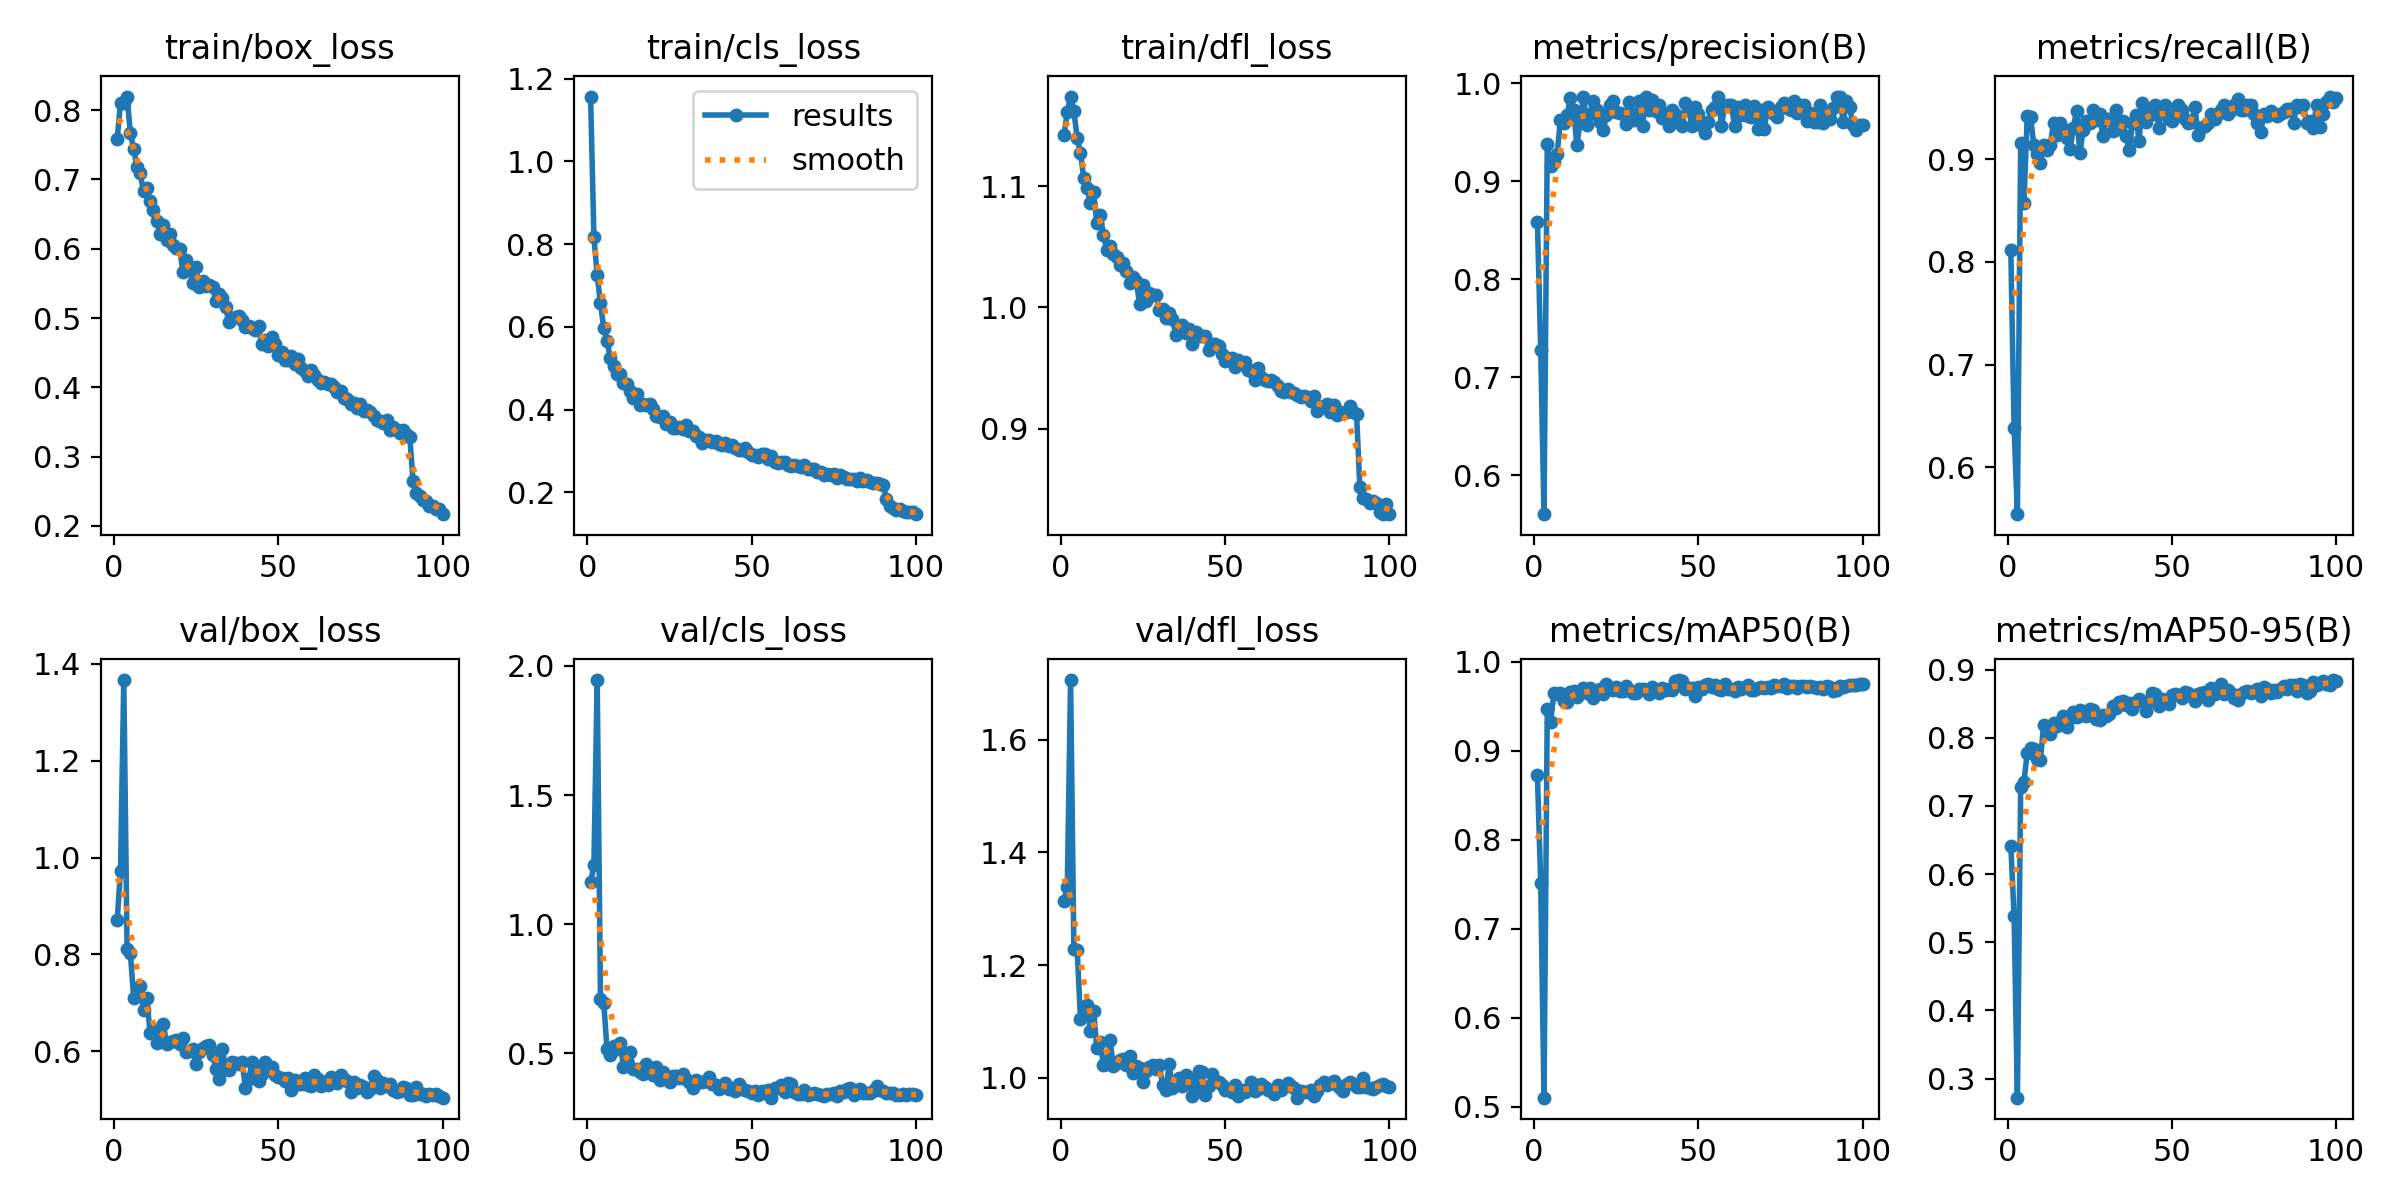 train/box_loss
train/cls_loss
train/dfl_loss
metrics/precision(B)
metrics/recall(B)
0.8
0.7
0.6
0.5
0.4
0.3
0.2
0 50 100
1.2
1.0
0.8
0.6
0.4
0.2
0 50 100
results
smooth
1.1
1.0
0.9
0 50 100
1.0
0.9
0.8
0.7
0.6
0 50 100
0.9
0.8
0.7
0.6
0 50 100
val/box_loss
val/cls_loss
val/dfl_loss
metrics/mAP50(B)
metrics/mAP50-95(B)
1.4
1.2
1.0
0.8
0.6
0 50 100
2.0
1.5
1.0
0.5
0 50 100
1.6
1.4
1.2
1.0
0 50 100
1.0
0.9
0.8
0.7
0.6
0.5
0 50 100
0.9
0.8
0.7
0.6
0.5
0.4
0.3
0 50 100